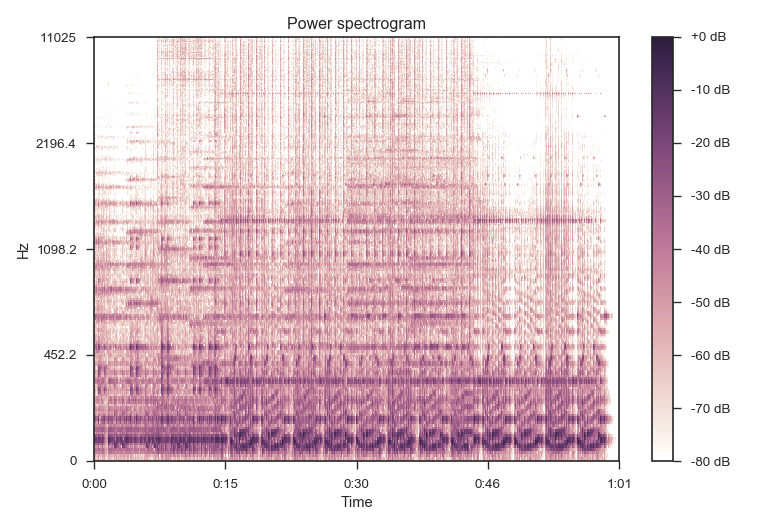 Power spectrogram
11025
2196.4
1098.2
452.2
0
Hz
0:00
0:15
0:30
0:46
1:01
Time
+0 dB
-10 dB
-20 dB
-30 dB
-40 dB
-50 dB
-60 dB
-70 dB
-80 dB